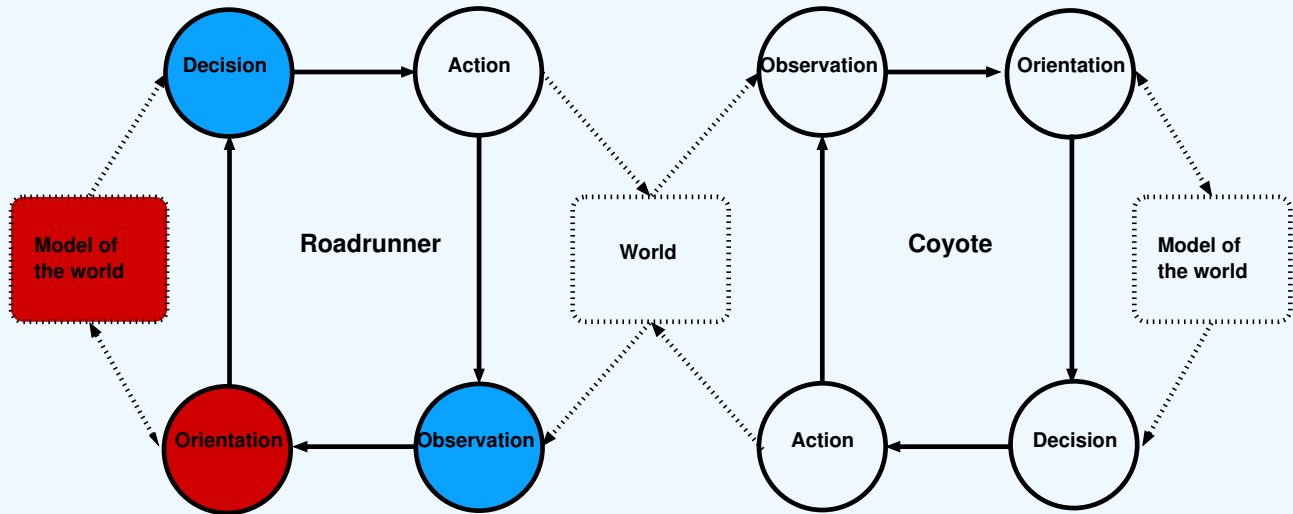 Decision
Action
Observation
Orientation
Model of
the world
Roadrunner
World
Coyote
Model of
the world
Orientation
Observation
Action
Decision